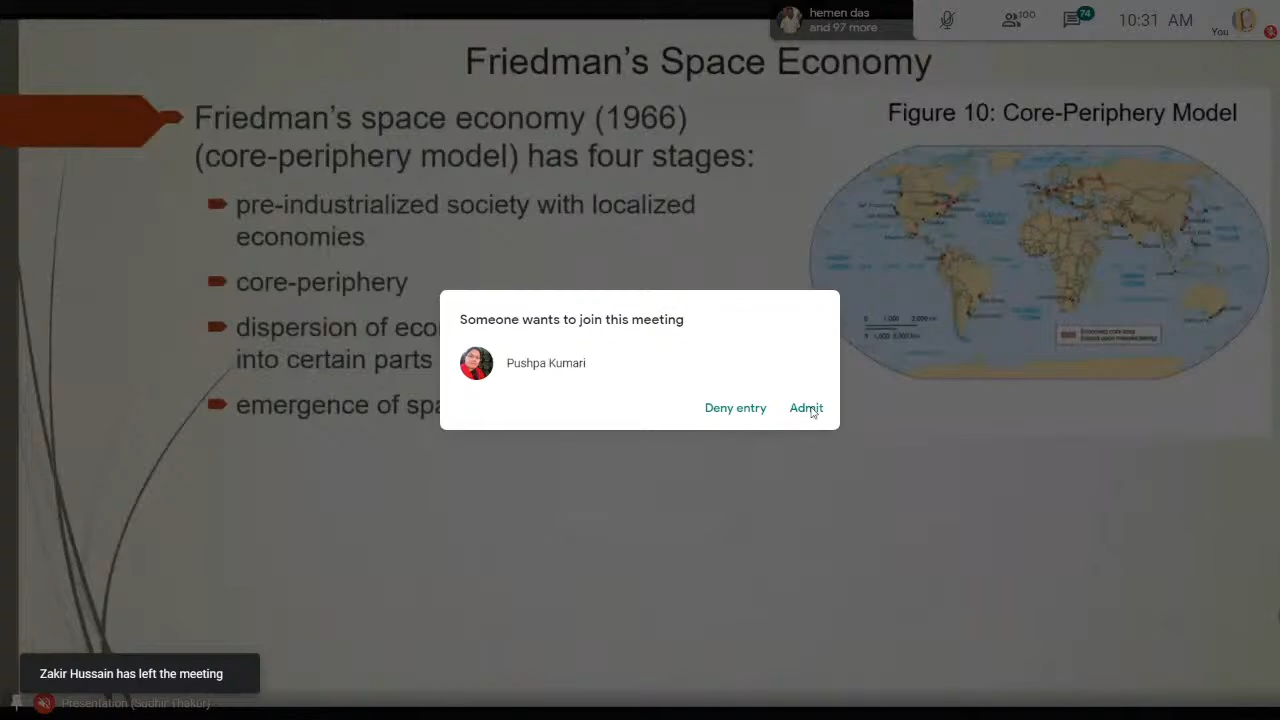 hemen das
and 97 more
100
74
10:31 AM
You
Friedman's Space Economy
Friedman's space economy (1966)
(core-periphery model) has four stages:
pre-industrialized society with localized
economies
core-periphery
dispersion of eco
into certain parts
emergence of spa
Figure 10: Core-Periphery Model
Someone wants to join this meeting
Pushpa Kumari
Deny entry
Admit
Zakir Hussain has left the meeting
Presentation (Sudhir Thakur)